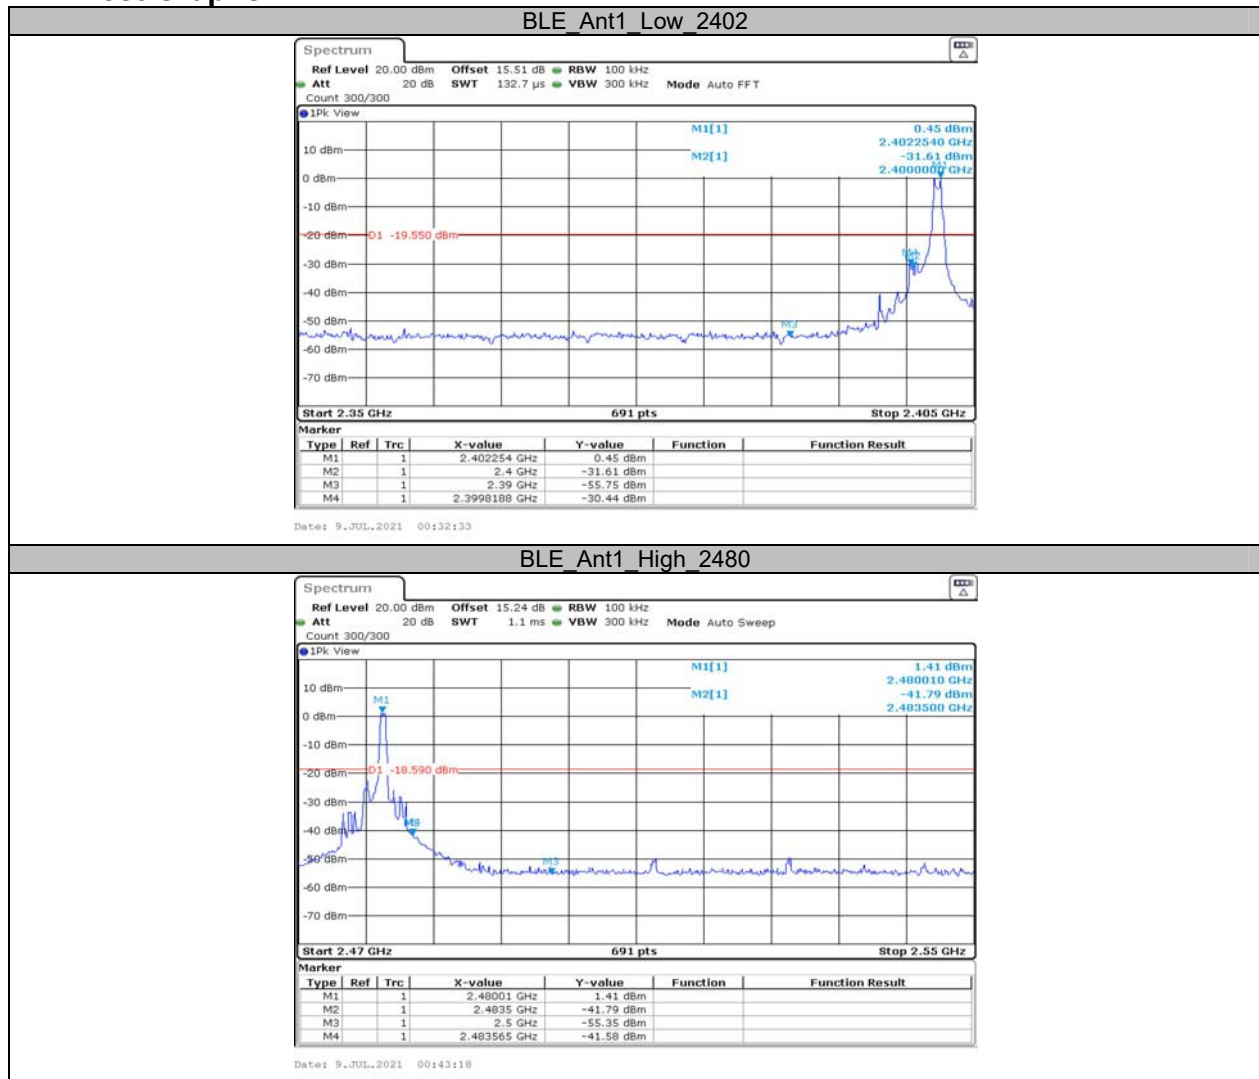 BLE_Ant1_Low_2402
Spectrum
Ref Level 20.00 dBm Offset 15.51 dB RBW 100 kHz
Att 20 dB SWT 132.7 µs VBW 300 kHz Mode Auto FFT
Count 300/300
1Pk View
M1[1] 0.45 dBm
2.4022540 GHz
M2[1] -31.61 dBm
2.4000000 GHz
M1
10 dBm
0 dBm
-10 dBm
-20 dBm D1 -19.550 dBm
-30 dBm
-40 dBm
-50 dBm
M3
-60 dBm
-70 dBm
Start 2.35 GHz 691 pts Stop 2.405 GHz
Marker
Type Ref Trc X-value Y-value Function Function Result
M1 1 2.402254 GHz 0.45 dBm
M2 1 2.4 GHz -31.61 dBm
M3 1 2.39 GHz -55.75 dBm
M4 1 2.3998188 GHz -30.44 dBm
Date: 9.JUL.2021 00:32:33
BLE_Ant1_High_2480
Spectrum
Ref Level 20.00 dBm Offset 15.24 dB RBW 100 kHz
Att 20 dB SWT 1.1 ms VBW 300 kHz Mode Auto Sweep
Count 300/300
1Pk View
M1[1] 1.41 dBm
2.480010 GHz
M2[1] -41.79 dBm
2.483500 GHz
10 dBm
M1
0 dBm
-10 dBm
-20 dBm D1 -18.590 dBm
-30 dBm
-40 dBm
-50 dBm
M3
-60 dBm
-70 dBm
Start 2.47 GHz 691 pts Stop 2.55 GHz
Marker
Type Ref Trc X-value Y-value Function Function Result
M1 1 2.48001 GHz 1.41 dBm
M2 1 2.4835 GHz -41.79 dBm
M3 1 2.5 GHz -55.35 dBm
M4 1 2.483565 GHz -41.58 dBm
Date: 9.JUL.2021 00:43:18